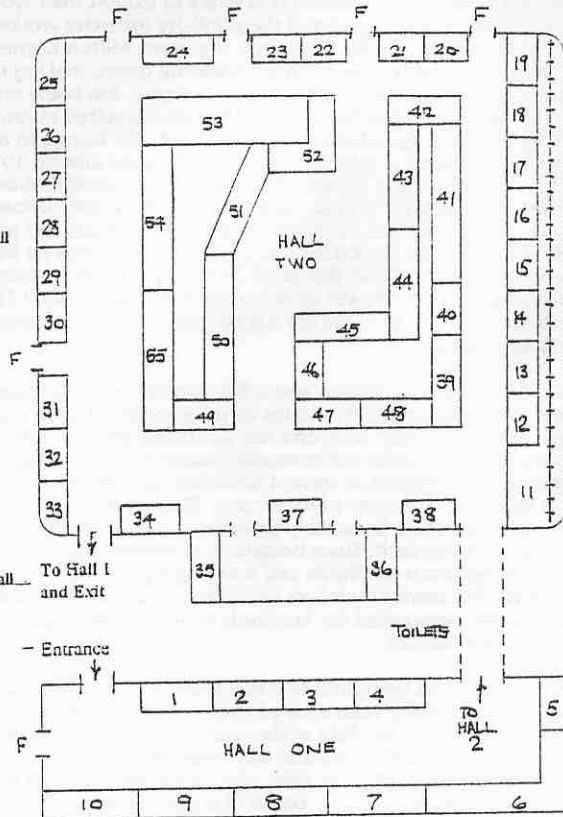 F F F F
24 23 22 21 20
25 19
26 18
53 42
52
27 43 41 17
54 51
28 16
HALL
TWO
29 44 15
30 45 40 14
F
55 50 46 39 13
31 12
49 47 48
32
33 11
34 37 38
35 36
To Hall 1
and Exit
TOILETS
Entrance
1 2 3 4 5
TO
HALL
2
F
HALL ONE
10 9 8 7 6